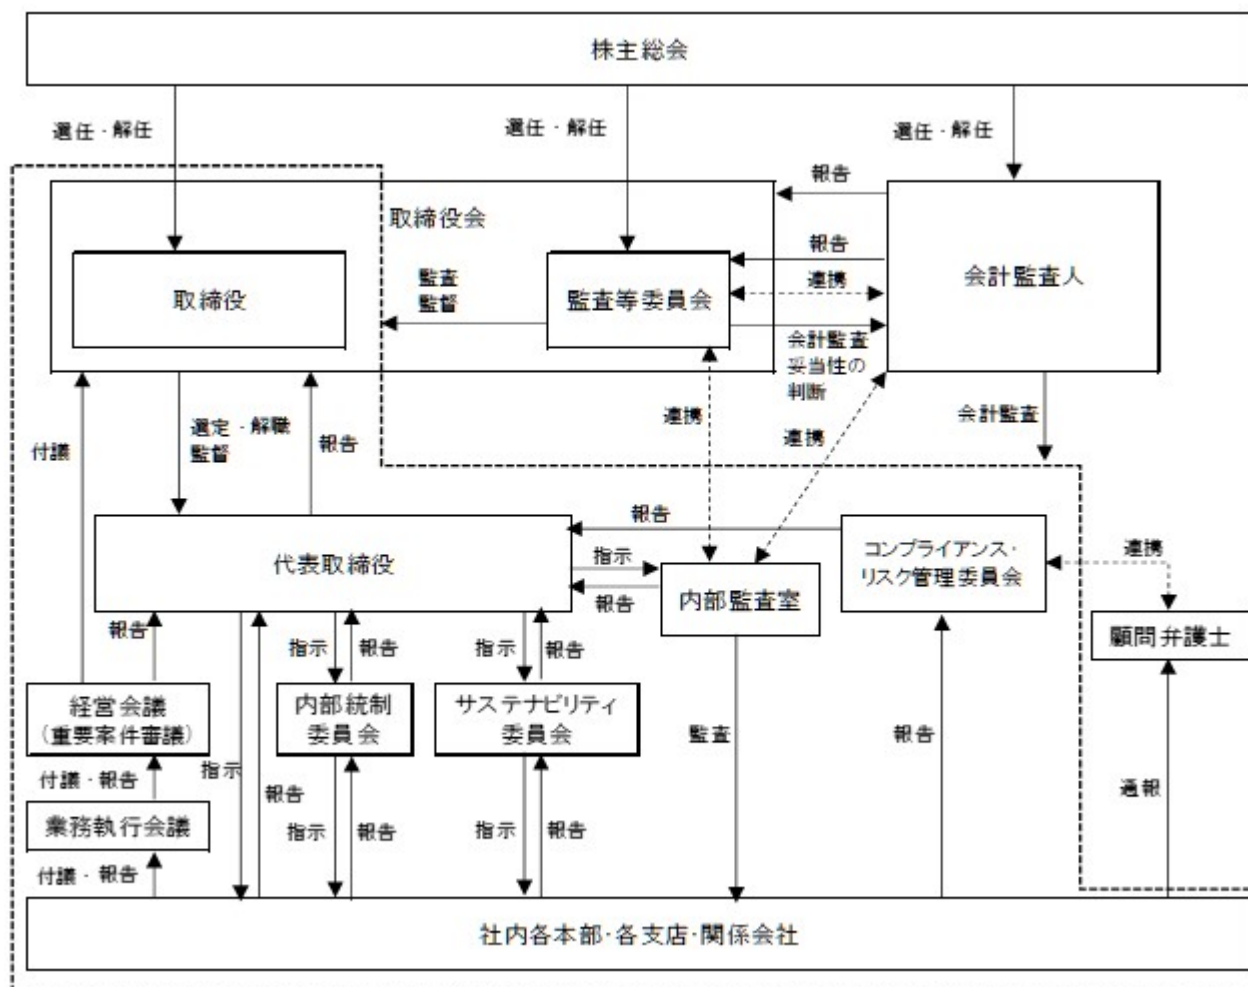 株主総会
選任・解任
選任・解任
選任・解任
報告
取締役会
報告
取締役
監査
監督
監査等委員会
連携
会計監査人
会計監査
妥当性の
判断
付議
選定・解職
監督
報告
連携
連携
会計監査
報告
代表取締役
指示
報告
内部監査室
コンプライアンス・
リスク管理委員会
連携
顧問弁護士
報告
指示
報告
指示
報告
経営会議
(重要案件審議)
内部統制
委員会
サステナビリティ
委員会
監査
報告
指示
付議・報告
報告
通報
業務執行会議
指示
報告
指示
報告
付議・報告
社内各本部・各支店・関係会社